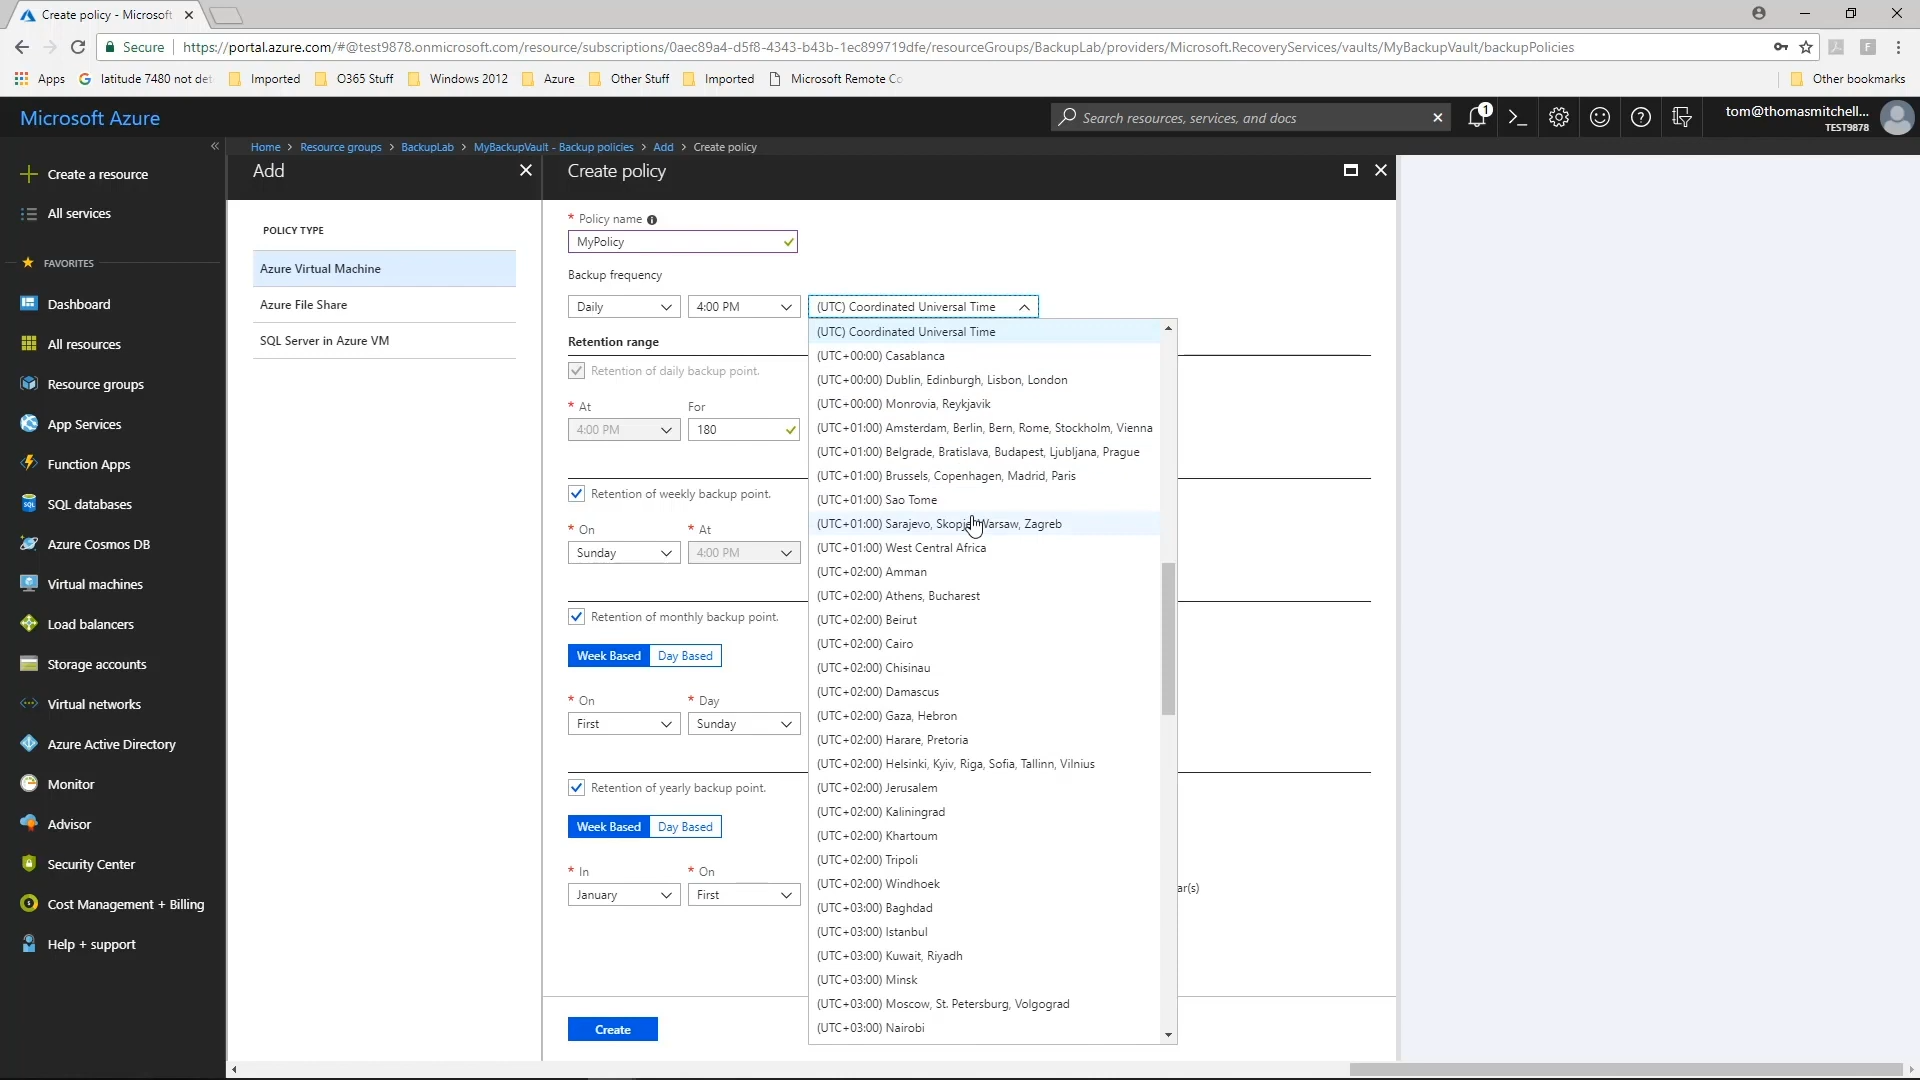 Create policy - Microsoft
Secure
https://portal.azure.com/#@test9878.onmicrosoft.com/resource/subscriptions/0aec89a4-d5f8-4343-b43b-1ec899719dfe/resourceGroups/BackupLab/providers/Microsoft.RecoveryServices/vaults/MyBackupVault/backupPolicies
Apps
latitude 7480 not det
Imported
O365 Stuff
Windows 2012
Azure
Other Stuff
Imported
Microsoft Remote Co
Other bookmarks
Microsoft Azure
Search resources, services, and docs
1
tom@thomasmitchell...
TEST9878
Home > Resource groups > BackupLab > MyBackupVault - Backup policies > Add > Create policy
Create a resource
All services
FAVORITES
Dashboard
All resources
Resource groups
App Services
Function Apps
SQL databases
Azure Cosmos DB
Virtual machines
Load balancers
Storage accounts
Virtual networks
Azure Active Directory
Monitor
Advisor
Security Center
Cost Management + Billing
Help + support
Add
POLICY TYPE
Azure Virtual Machine
Azure File Share
SQL Server in Azure VM
Create policy
* Policy name
MyPolicy
Backup frequency
Daily
4:00 PM
(UTC) Coordinated Universal Time
Retention range
Retention of daily backup point.
* At
For
4:00 PM
180
Retention of weekly backup point.
* On
* At
Sunday
4:00 PM
Retention of monthly backup point.
Week Based
Day Based
* On
* Day
First
Sunday
Retention of yearly backup point.
Week Based
Day Based
* In
* On
January
First
ar(s)
Create
(UTC) Coordinated Universal Time
(UTC+00:00) Casablanca
(UTC+00:00) Dublin, Edinburgh, Lisbon, London
(UTC+00:00) Monrovia, Reykjavik
(UTC+01:00) Amsterdam, Berlin, Bern, Rome, Stockholm, Vienna
(UTC+01:00) Belgrade, Bratislava, Budapest, Ljubljana, Prague
(UTC+01:00) Brussels, Copenhagen, Madrid, Paris
(UTC+01:00) Sao Tome
(UTC+01:00) Sarajevo, Skopje, Warsaw, Zagreb
(UTC+01:00) West Central Africa
(UTC+02:00) Amman
(UTC+02:00) Athens, Bucharest
(UTC+02:00) Beirut
(UTC+02:00) Cairo
(UTC+02:00) Chisinau
(UTC+02:00) Damascus
(UTC+02:00) Gaza, Hebron
(UTC+02:00) Harare, Pretoria
(UTC+02:00) Helsinki, Kyiv, Riga, Sofia, Tallinn, Vilnius
(UTC+02:00) Jerusalem
(UTC+02:00) Kaliningrad
(UTC+02:00) Khartoum
(UTC+02:00) Tripoli
(UTC+02:00) Windhoek
(UTC+03:00) Baghdad
(UTC+03:00) Istanbul
(UTC+03:00) Kuwait, Riyadh
(UTC+03:00) Minsk
(UTC+03:00) Moscow, St. Petersburg, Volgograd
(UTC+03:00) Nairobi